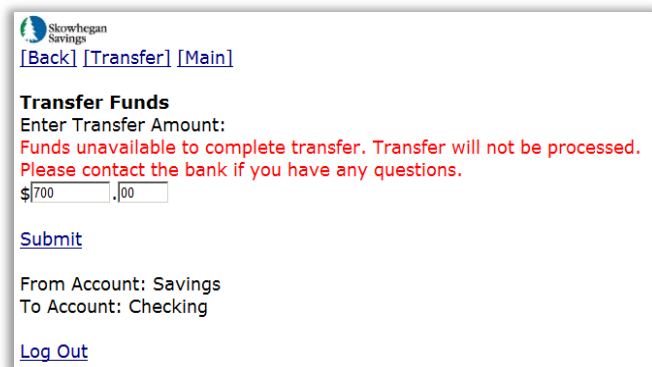 Skowhegan
Savings
[Back] [Transfer] [Main]
Transfer Funds
Enter Transfer Amount:
Funds unavailable to complete transfer. Transfer will not be processed.
Please contact the bank if you have any questions.
$700 .00
Submit
From Account: Savings
To Account: Checking
Log Out